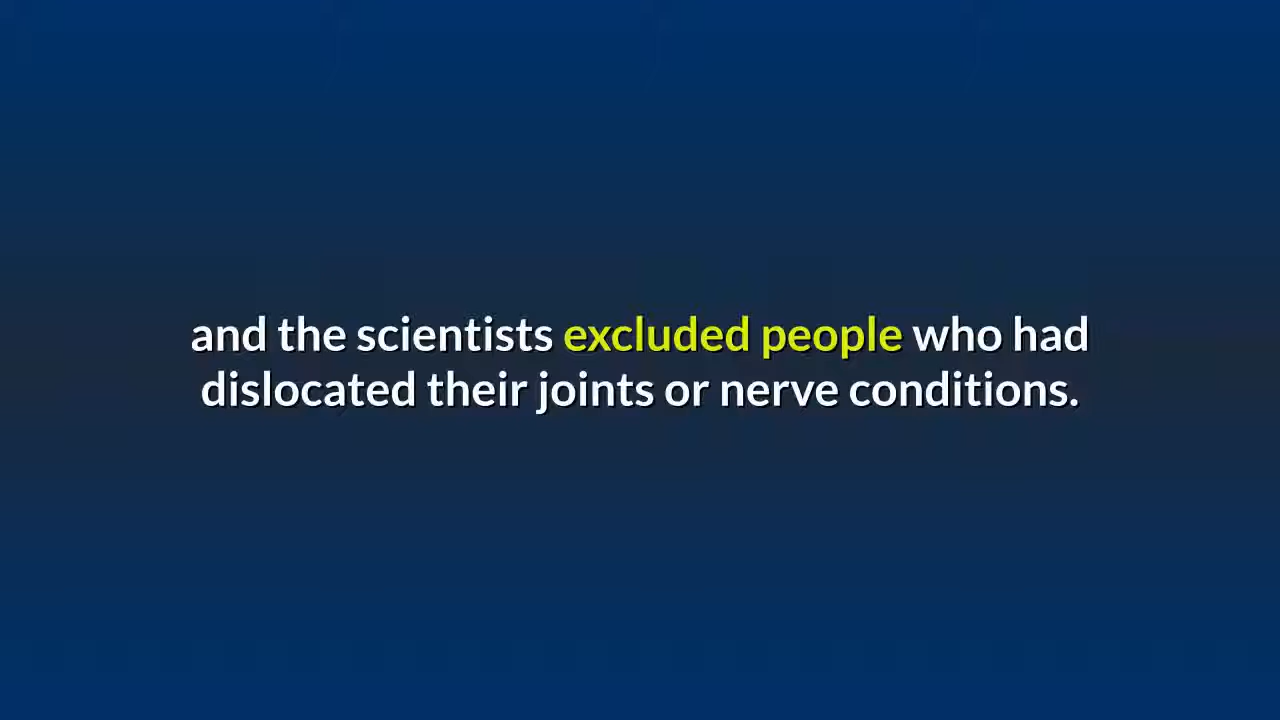 and the scientists excluded people who had
dislocated their joints or nerve conditions.